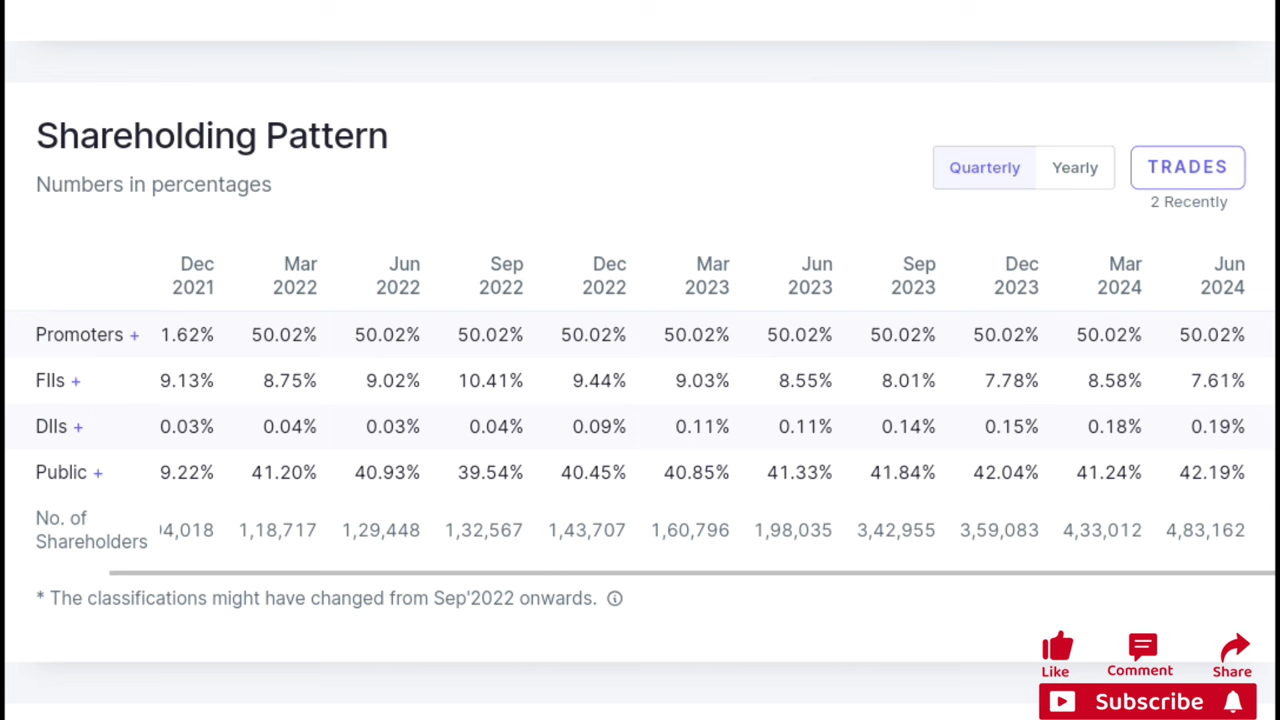 Shareholding Pattern
Numbers in percentages
Quarterly Yearly TRADES
2 Recently
Dec 2021 Mar 2022 Jun 2022 Sep 2022 Dec 2022 Mar 2023 Jun 2023 Sep 2023 Dec 2023 Mar 2024 Jun 2024
Promoters + 1.62% 50.02% 50.02% 50.02% 50.02% 50.02% 50.02% 50.02% 50.02% 50.02% 50.02%
FIIs + 9.13% 8.75% 9.02% 10.41% 9.44% 9.03% 8.55% 8.01% 7.78% 8.58% 7.61%
DIIs + 0.03% 0.04% 0.03% 0.04% 0.09% 0.11% 0.11% 0.14% 0.15% 0.18% 0.19%
Public + 9.22% 41.20% 40.93% 39.54% 40.45% 40.85% 41.33% 41.84% 42.04% 41.24% 42.19%
No. of Shareholders 4,018 1,18,717 1,29,448 1,32,567 1,43,707 1,60,796 1,98,035 3,42,955 3,59,083 4,33,012 4,83,162
* The classifications might have changed from Sep'2022 onwards.
Like Comment Share
Subscribe